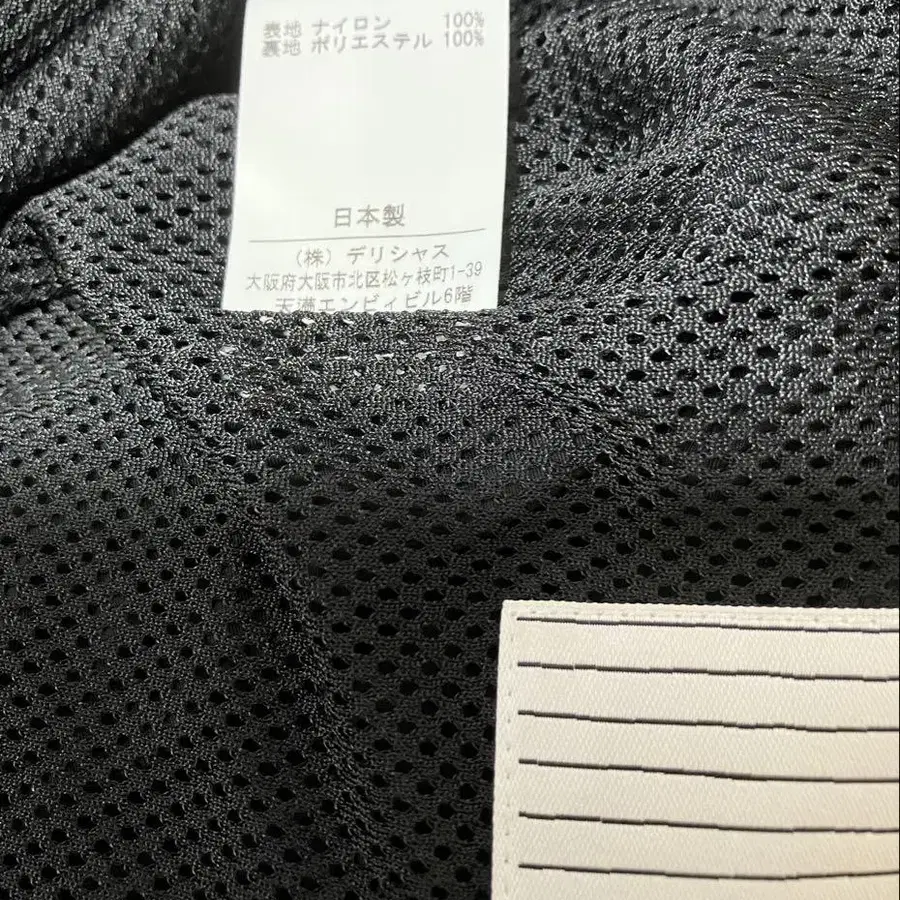 表地 ナイロン 100%
裏地 ポリエステル 100%
日本製
(株) デリシャス
大阪府大阪市北区松ヶ枝町1-39
天満エンビィビル6階